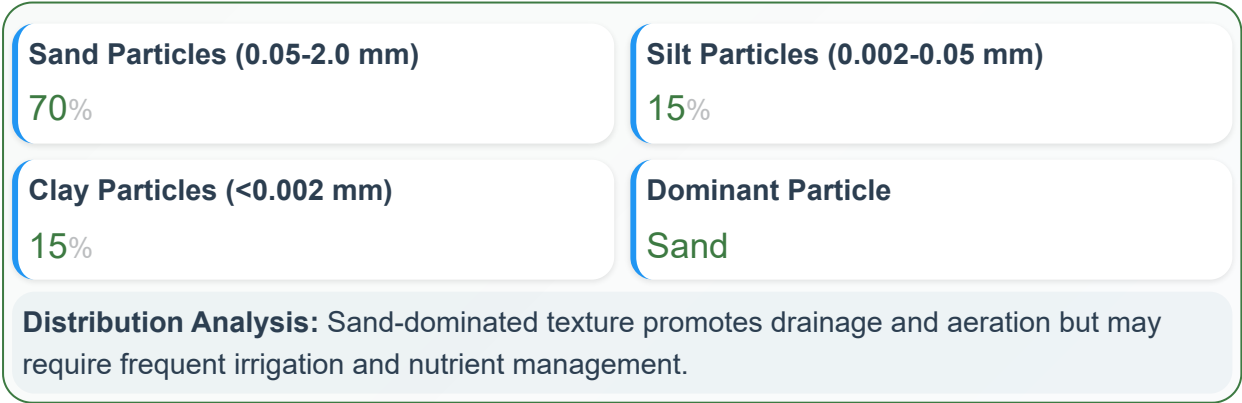 Sand Particles (0.05-2.0 mm)
70%
Silt Particles (0.002-0.05 mm)
15%
Clay Particles (<0.002 mm)
15%
Dominant Particle
Sand
Distribution Analysis: Sand-dominated texture promotes drainage and aeration but may
require frequent irrigation and nutrient management.